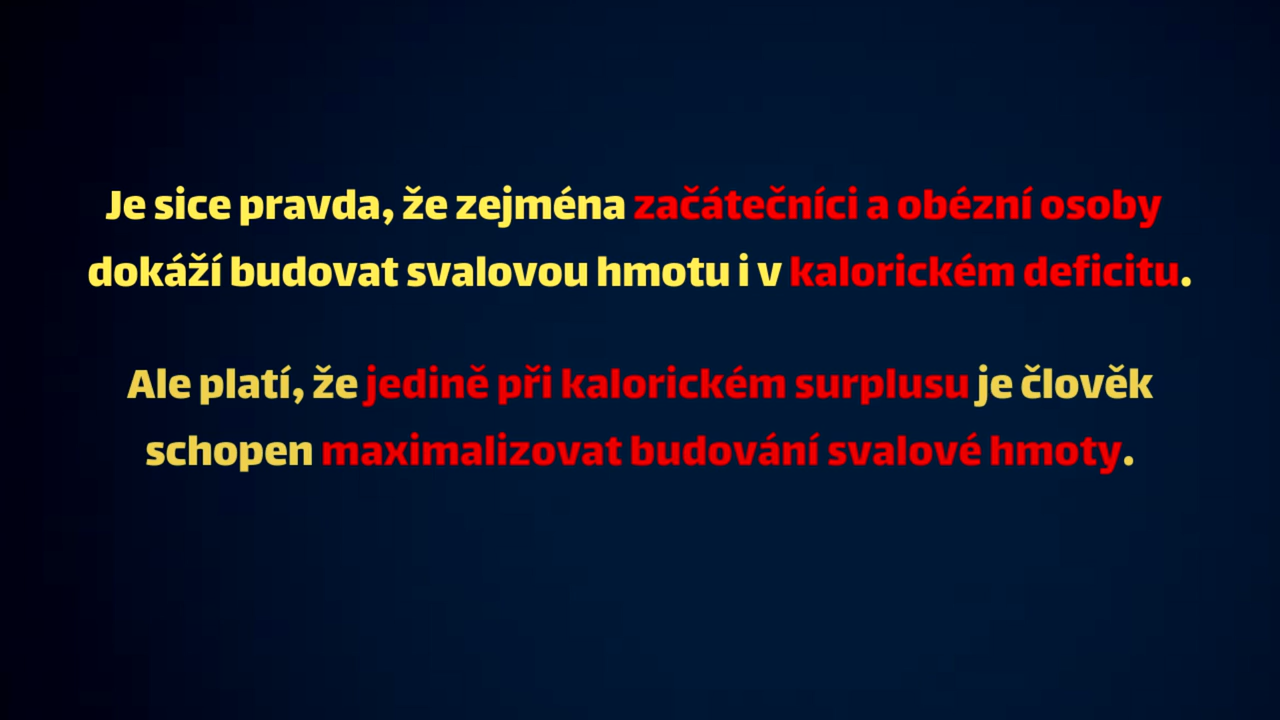 Je sice pravda, že zejména začátečníci a obézní osoby
dokáží budovat svalovou hmotu i v kalorickém deficitu.
Ale platí, že jedině při kalorickém surplusu je člověk
schopen maximalizovat budování svalové hmoty.